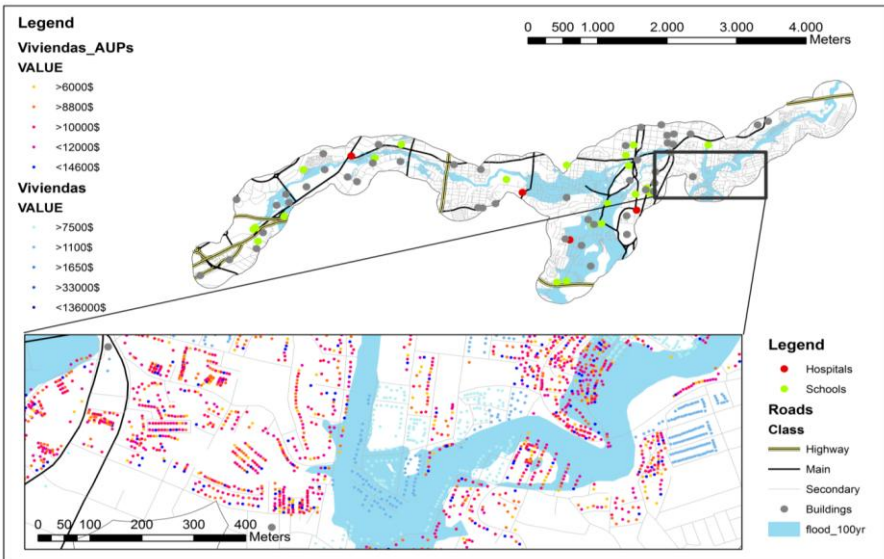 Legend
Viviendas_AUPs
VALUE
>6000$
>8800$
>10000$
<12000$
<14600$
Viviendas
VALUE
>7500$
>1100$
>1650$
>33000$
<136000$
0 500 1.000 2.000 3.000 4.000
Meters
Legend
Hospitals
Schools
Roads
Class
Highway
Main
Secondary
Buildings
flood_100yr
0 50 100 200 300 400
Meters